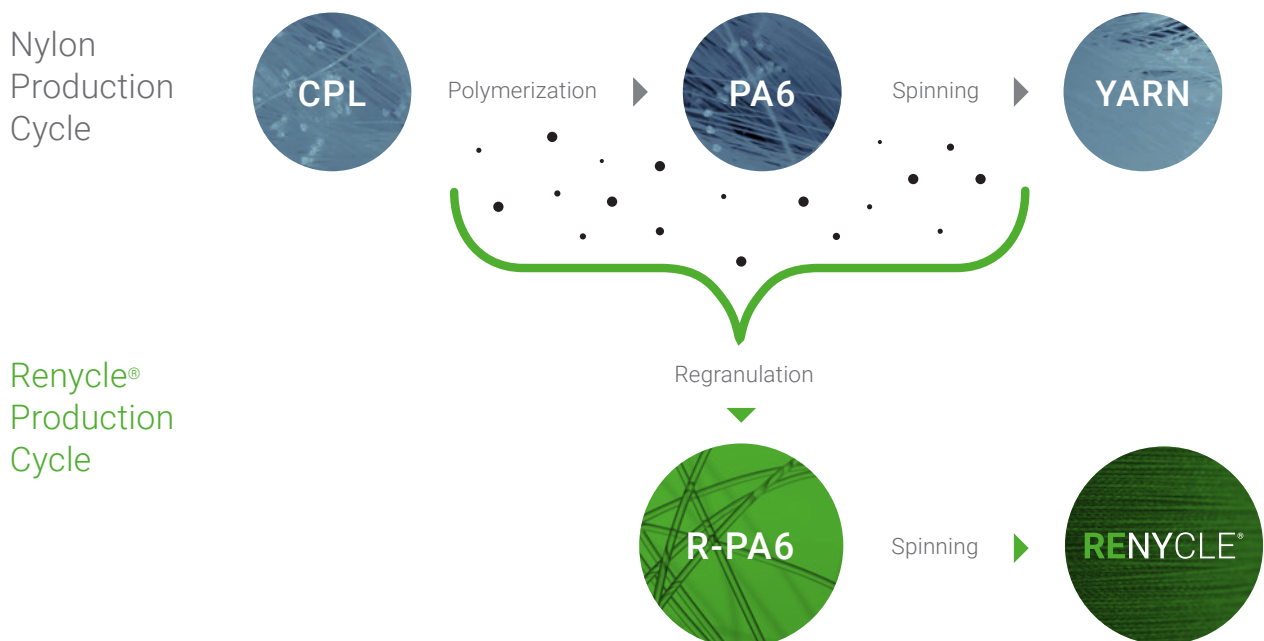 Nylon
Production
Cycle
CPL
Polymerization
PA6
Spinning
YARN
Regranulation
Renycle®
Production
Cycle
R-PA6
Spinning
RENYCLE®